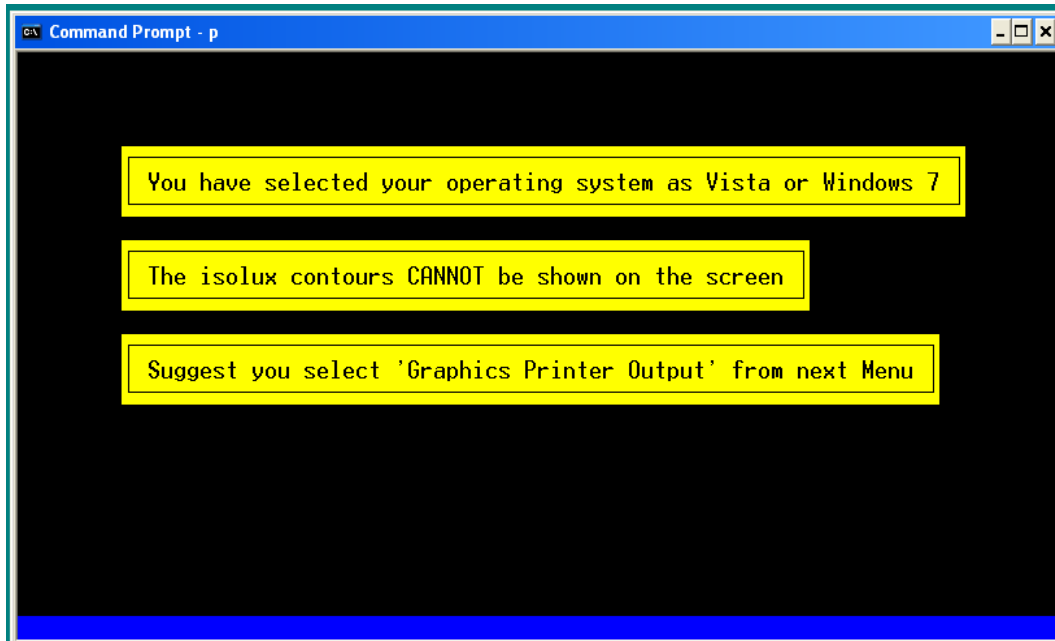 Command Prompt - p
You have selected your operating system as Vista or Windows 7
The isolux contours CANNOT be shown on the screen
Suggest you select 'Graphics Printer Output' from next Menu